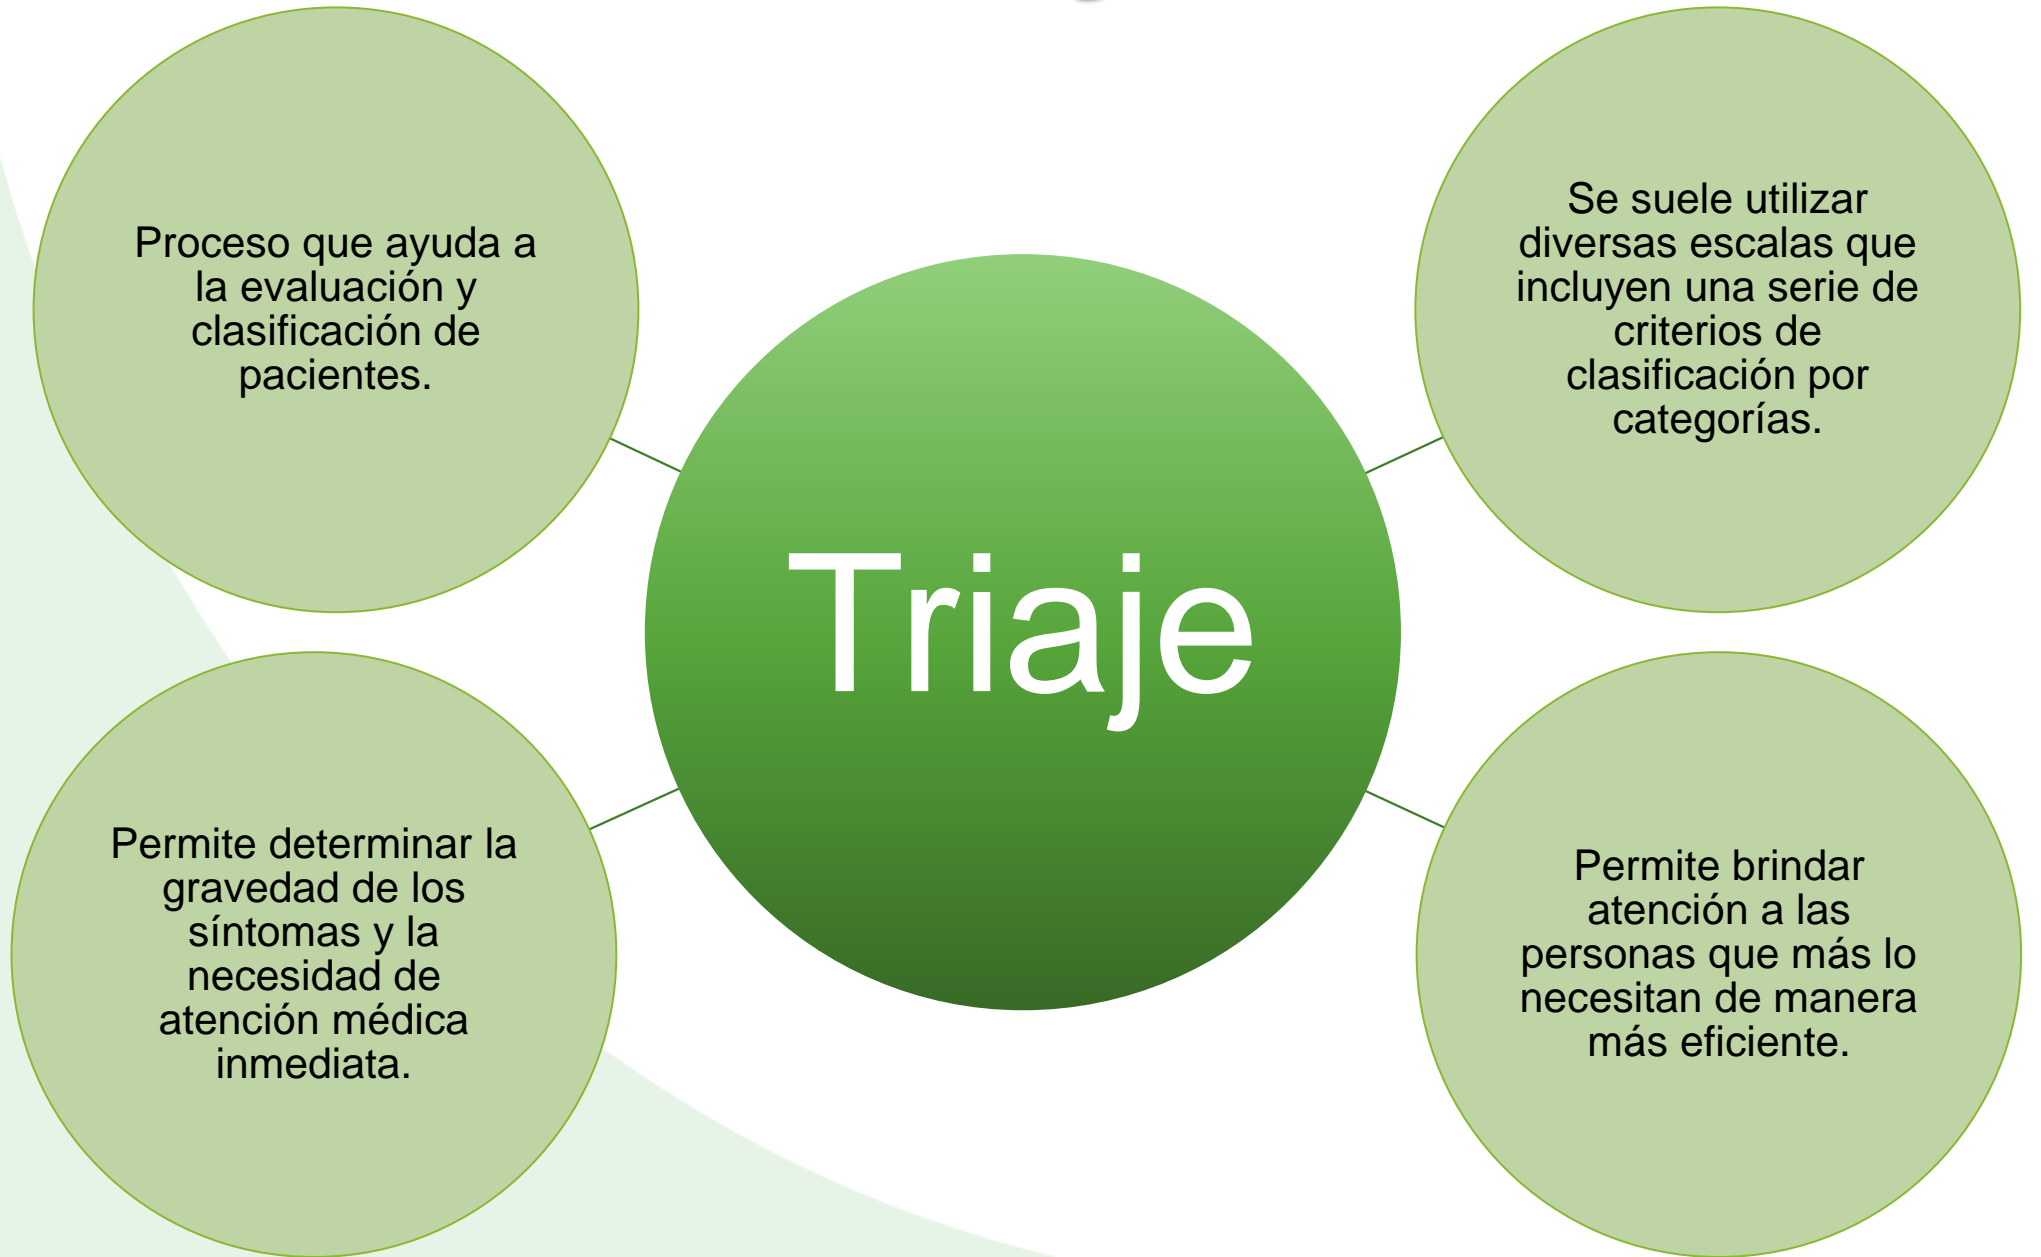 Proceso que ayuda a
la evaluación y
clasificación de
pacientes.
Se suele utilizar
diversas escalas que
incluyen una serie de
criterios de
clasificación por
categorías.
Triaje
Permite determinar la
gravedad de los
síntomas y la
necesidad de
atención médica
inmediata.
Permite brindar
atención a las
personas que más lo
necesitan de manera
más eficiente.